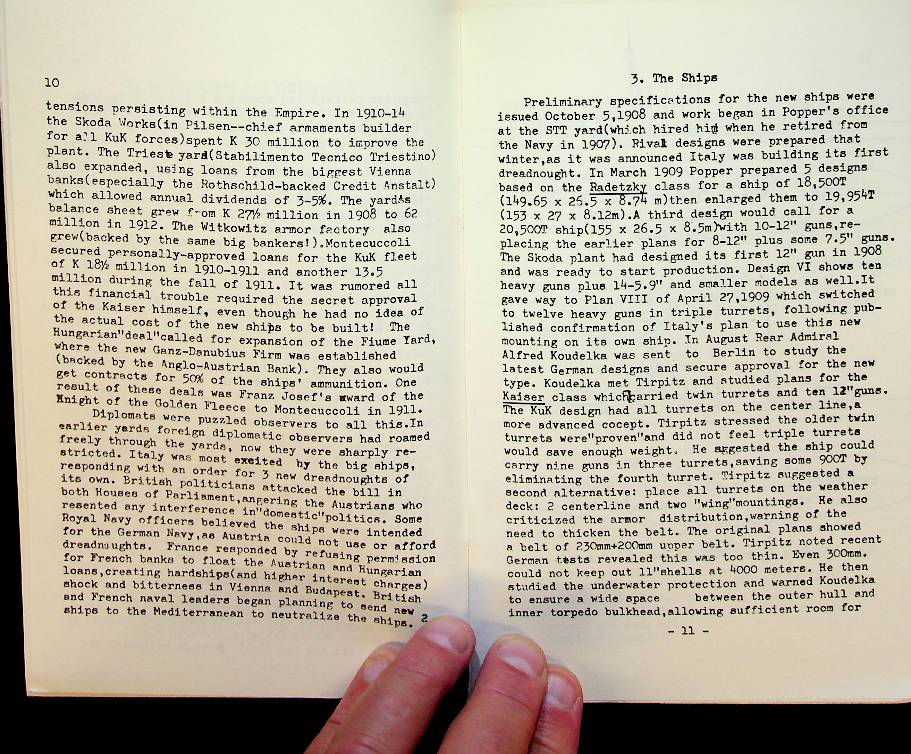 10
tensions persisting within the Empire. In 1910-14
the Skoda Works(in Pilsen--chief armaments builder
for all KuK forces)spent K 30 million to improve the
plant. The Triest yard(Stabilimento Tecnico Triestino)
also expanded, using loans from the biggest Vienna
banks(especially the Rothschild-backed Credit Anstalt)
which allowed annual dividends of 3-5%. The yardAs
balance sheet grew from K 27½ million in 1908 to 62
million in 1912. The Witkowitz armor factory also
grew(backed by the same big bankers!).Montecuccoli
secured personally-approved loans for the KuK fleet
of K 18½ million in 1910-1911 and another 13.5
million during the fall of 1911. It was rumored all
this financial trouble required the secret approval
of the Kaiser himself, even though he had no idea of
the actual cost of the new ships to be built! The
Hungarian"deal"called for expansion of the Fiume Yard,
where the new Ganz-Danubius Firm was established
(backed by the Anglo-Austrian Bank). They also would
get contracts for 50% of the ships' ammunition. One
result of these deals was Franz Josef's award of the
Knight of the Golden Fleece to Montecuccoli in 1911.
Diplomats were puzzled observers to all this.In
earlier yards foreign diplomatic observers had roamed
freely through the yards, now they were sharply re-
stricted. Italy was most exeited by the big ships,
responding with an order for 3 new dreadnoughts of
its own. British politicians attacked the bill in
both Houses of Parliament,angering the Austrians who
resented any interference in"domestic"politics. Some
Royal Navy officers believed the ships were intended
for the German Navy,as Austria could not use or afford
dreadnoughts. France responded by refusing permission
for French banks to float the Austrian and Hungarian
loans,creating hardships(and higher interest charges)
shock and bitterness in Vienna and Budapest. British
and French naval leaders began planning to send new
ships to the Mediterranean to neutralize the ships. 2
3. The Ships
Preliminary specifications for the new ships were
issued October 5,1908 and work began in Popper's office
at the STT yard(which hired him when he retired from
the Navy in 1907). Rival designs were prepared that
winter,as it was announced Italy was building its first
dreadnought. In March 1909 Popper prepared 5 designs
based on the Radetzky class for a ship of 18,500T
(149.65 x 26.5 x 8.74 m)then enlarged them to 19,954T
(153 x 27 x 8.12m).A third design would call for a
20,500T ship(155 x 26.5 x 8.5m)with 10-12" guns,re-
placing the earlier plans for 8-12" plus some 7.5" guns.
The Skoda plant had designed its first 12" gun in 1908
and was ready to start production. Design VI shows ten
heavy guns plus 14-5.9" and smaller models as well.It
gave way to Plan VIII of April 27,1909 which switched
to twelve heavy guns in triple turrets, following pub-
lished confirmation of Italy's plan to use this new
mounting on its own ship. In August Rear Admiral
Alfred Koudelka was sent to Berlin to study the
latest German designs and secure approval for the new
type. Koudelka met Tirpitz and studied plans for the
Kaiser class which carried twin turrets and ten 12"guns.
The KuK design had all turrets on the center line,a
more advanced cocept. Tirpitz stressed the older twin
turrets were"proven"and did not feel triple turrets
would save enough weight. He sggested the ship could
carry nine guns in three turrets,saving some 900T by
eliminating the fourth turret. Tirpitz suggested a
second alternative: place all turrets on the weather
deck: 2 centerline and two "wing"mountings. He also
criticized the armor distribution,warning of the
need to thicken the belt. The original plans showed
a belt of 230mm+200mm upper belt. Tirpitz noted recent
German tests revealed this was too thin. Even 300mm.
could not keep out 11"shells at 4000 meters. He then
studied the underwater protection and warned Koudelka
to ensure a wide space between the outer hull and
inner torpedo bulkhead,allowing sufficient room for
- 11 -